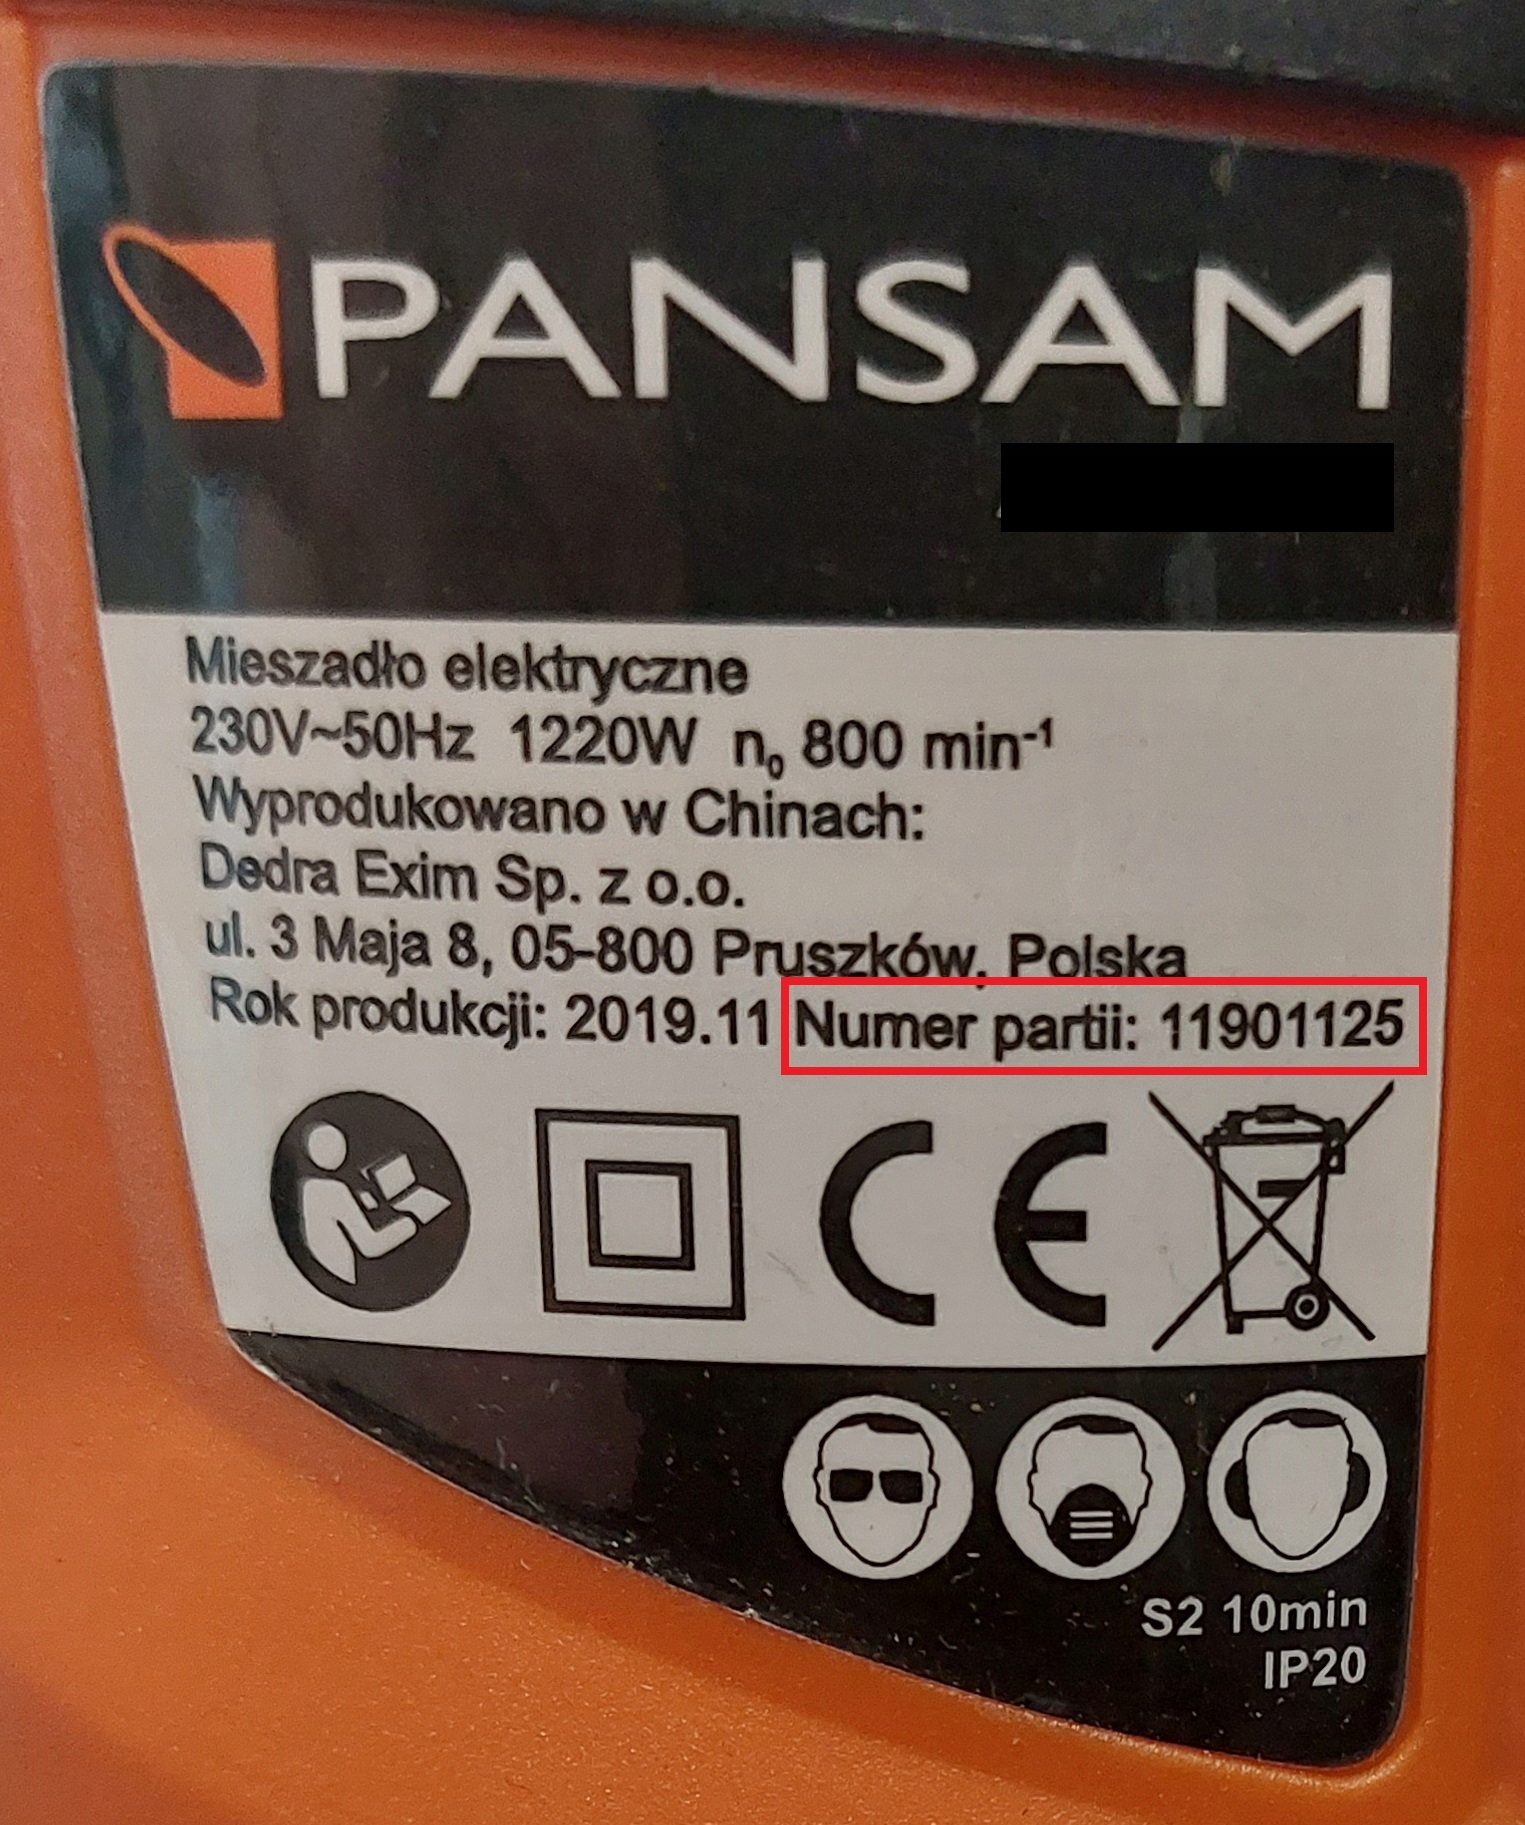 PANSAM
Mieszadło elektryczne
230V~50Hz 1220W n₀ 800 min⁻¹
Wyprodukowano w Chinach:
Dedra Exim Sp. z o.o.
ul. 3 Maja 8, 05-800 Pruszków, Polska
Rok produkcji: 2019.11 Numer partii: 11901125
CE
S2 10min
IP20